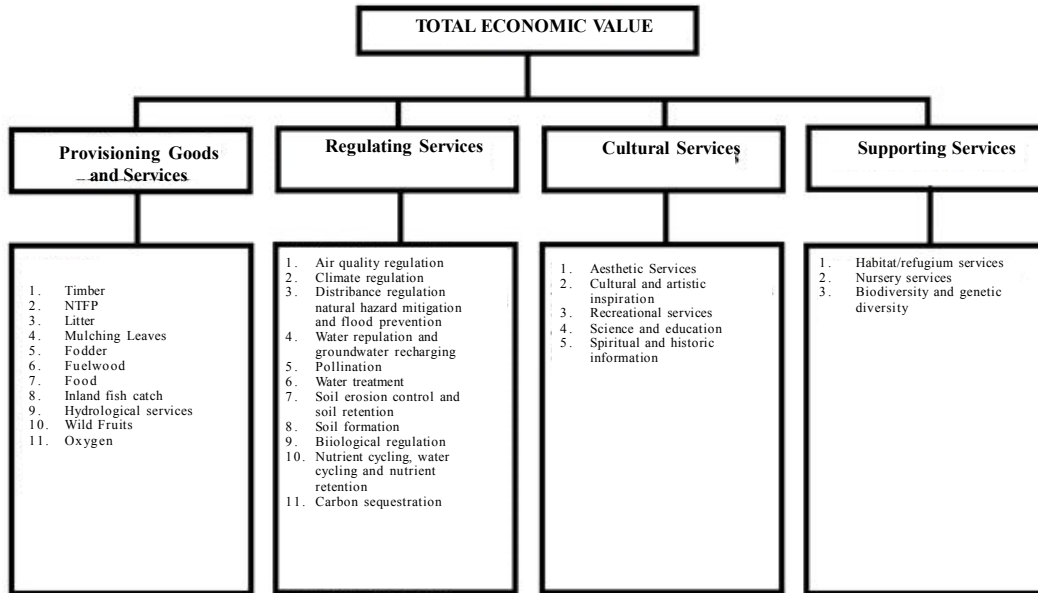 TOTAL ECONOMIC VALUE
Provisioning Goods
and Services
Regulating Services
Cultural Services
Supporting Services
1. Timber
2. NTFP
3. Litter
4. Mulching Leaves
5. Fodder
6. Fuelwood
7. Food
8. Inland fish catch
9. Hydrological services
10. Wild Fruits
11. Oxygen
1. Air quality regulation
2. Climate regulation
3. Distribance regulation
natural hazard mitigation
and flood prevention
4. Water repulation and
groundwater recharging
5. Pollination
6. Water treatment
7. Soil erosion control and
soil retention
8. Soil formation
9. Biiological regulation
10. Nutrient cycling, water
cycling and nutrient
retention
11. Carbon sequestration
1. Aesthetic Services
2. Cultural and artistic
inspiration
3. Recreational services
4. Science and education
5. Spiritual and historic
information
1. Habitat/refugium services
2. Nursery services
3. Biodiversity and genetic
diversity